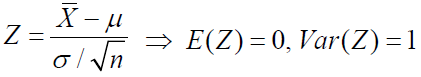 Z = (X̅ − μ) / (σ / √n) ⇒ E(Z) = 0, Var(Z) = 1